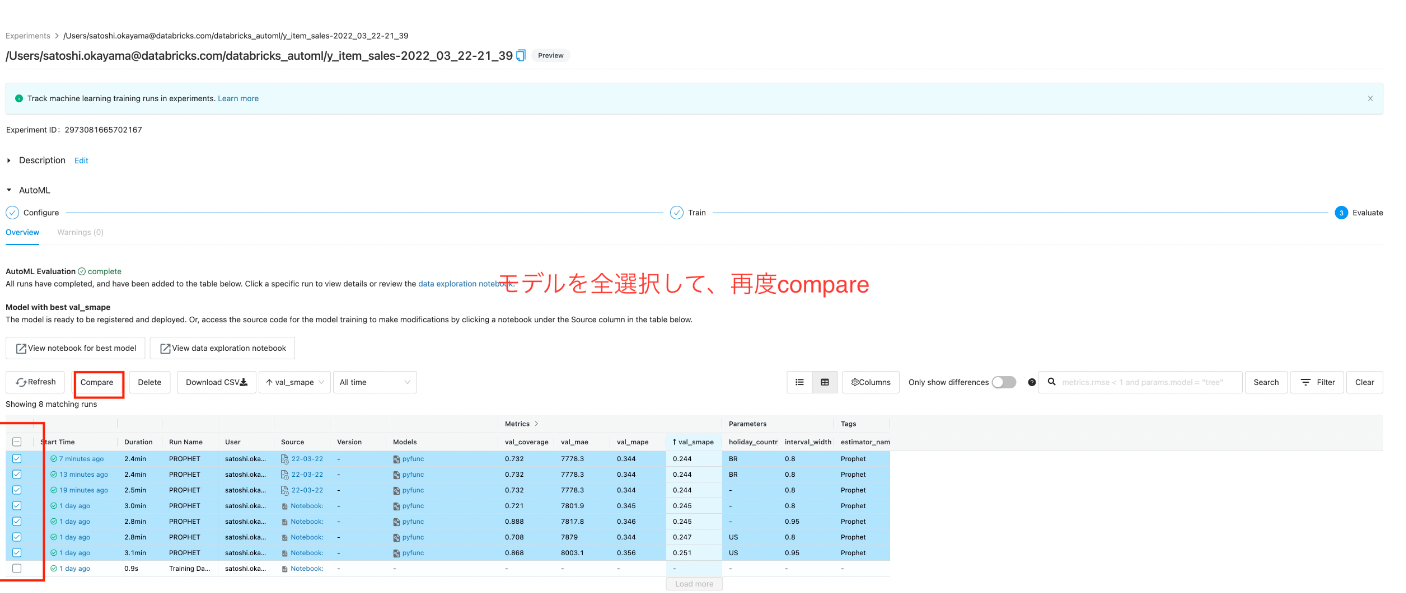 Experiments > /Users/satoshi.okayama@databricks.com/databricks_automl/y_item_sales-2022_03_22-21_39
/Users/satoshi.okayama@databricks.com/databricks_automl/y_item_sales-2022_03_22-21_39 Preview
Track machine learning training runs in experiments. Learn more
Experiment ID: 2973081665702167
Description Edit
AutoML
Configure Train 3 Evaluate
Overview Warnings (0)
AutoML Evaluation complete
All runs have completed, and have been added to the table below. Click a specific run to view details or review the data exploration notebook.
モデルを全選択して、再度compare
Model with best val_smape
The model is ready to be registered and deployed. Or, access the source code for the model training to make modifications by clicking a notebook under the Source column in the table below.
View notebook for best model View data exploration notebook
Refresh Compare Delete Download CSV ↑ val_smape All time Columns Only show differences metrics.rmse < 1 and params.model = "tree" Search Filter Clear
Showing 8 matching runs
Metrics > Parameters Tags
Start Time Duration Run Name User Source Version Models val_coverage val_mae val_mape ↑ val_smape holiday_countr interval_width estimator_nam
7 minutes ago 2.4min PROPHET satoshi.oka... 22-03-22 - pyfunc 0.732 7778.3 0.344 0.244 BR 0.8 Prophet
13 minutes ago 2.4min PROPHET satoshi.oka... 22-03-22 - pyfunc 0.732 7778.3 0.344 0.244 BR 0.8 Prophet
19 minutes ago 2.5min PROPHET satoshi.oka... 22-03-22 - pyfunc 0.732 7778.3 0.344 0.244 - 0.8 Prophet
1 day ago 3.0min PROPHET satoshi.oka... Notebook: - pyfunc 0.721 7801.9 0.345 0.245 - 0.8 Prophet
1 day ago 2.8min PROPHET satoshi.oka... Notebook: - pyfunc 0.888 7817.8 0.346 0.245 - 0.95 Prophet
1 day ago 2.8min PROPHET satoshi.oka... Notebook: - pyfunc 0.708 7879 0.344 0.247 US 0.8 Prophet
1 day ago 3.1min PROPHET satoshi.oka... Notebook: - pyfunc 0.868 8003.1 0.356 0.251 US 0.95 Prophet
1 day ago 0.9s Training Da... satoshi.oka... Notebook: - - - - - - - - -
Load more